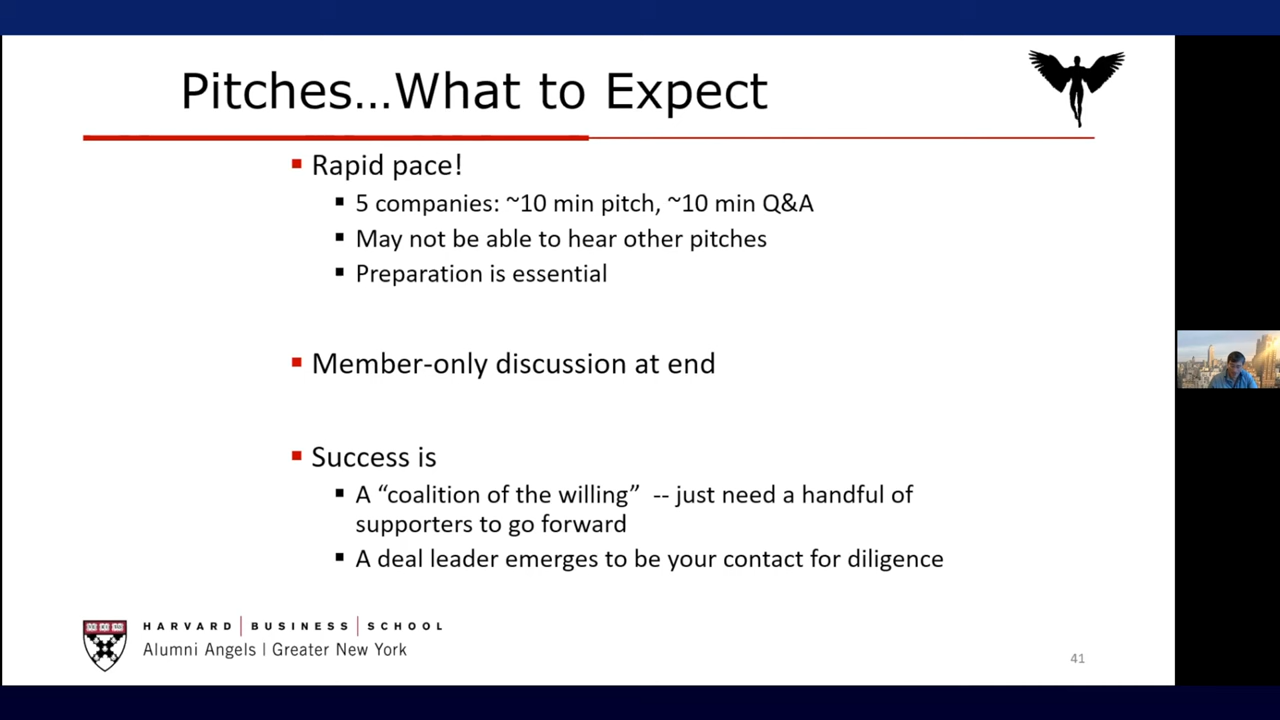 Pitches…What to Expect
▪ Rapid pace!
▪ 5 companies: ~10 min pitch, ~10 min Q&A
▪ May not be able to hear other pitches
▪ Preparation is essential
▪ Member-only discussion at end
▪ Success is
▪ A “coalition of the willing” -- just need a handful of
supporters to go forward
▪ A deal leader emerges to be your contact for diligence
HARVARD | BUSINESS | SCHOOL
Alumni Angels | Greater New York
41